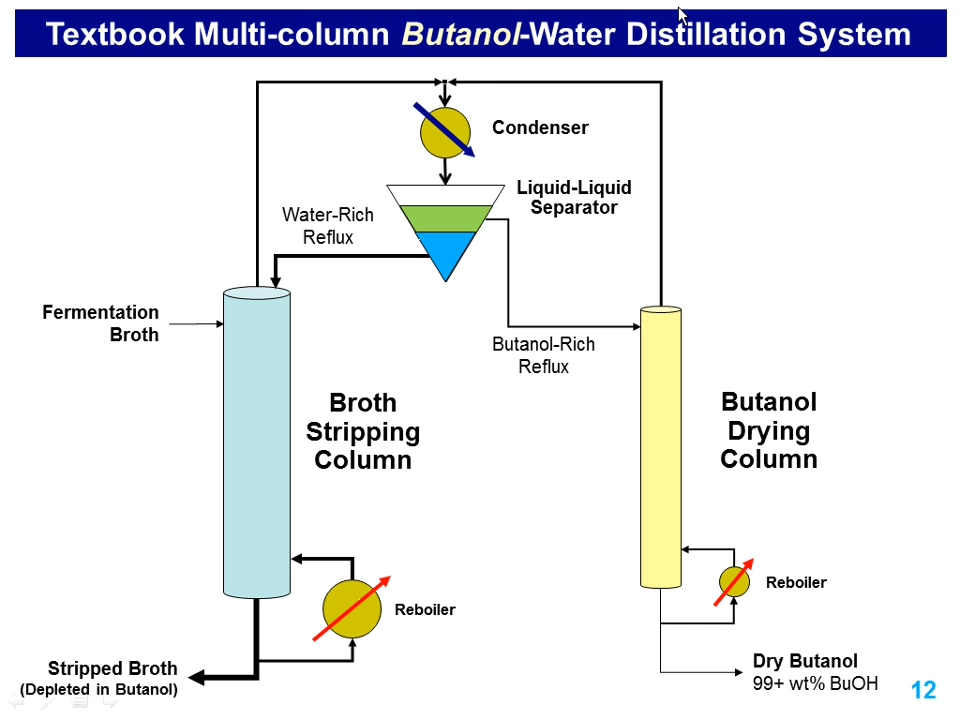 Textbook Multi-column Butanol-Water Distillation System
Condenser
Liquid-Liquid
Separator
Water-Rich
Reflux
Fermentation
Broth
Butanol-Rich
Reflux
Broth
Stripping
Column
Butanol
Drying
Column
Reboiler
Reboiler
Stripped Broth
(Depleted in Butanol)
Dry Butanol
99+ wt% BuOH
12